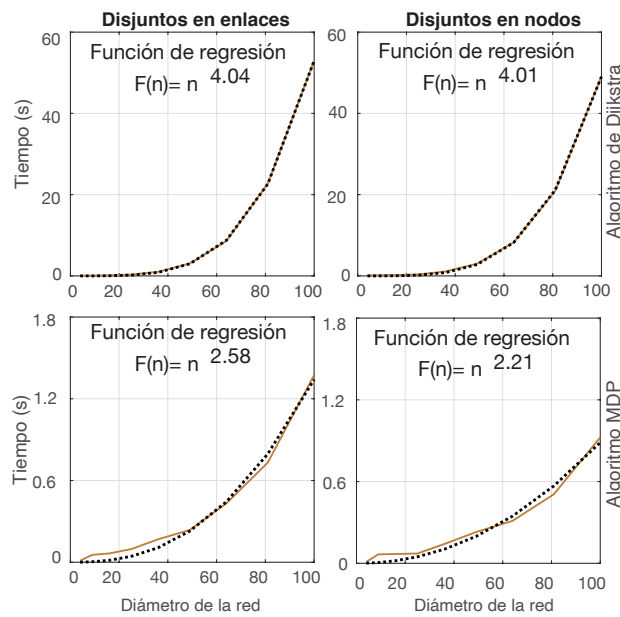 Disjuntos en enlaces
Disjuntos en nodos
60
40
20
0
Tiempo (s)
Función de regresión
F(n)= n 4.04
0 20 40 60 80 100
60
40
20
0
Función de regresión
F(n)= n 4.01
0 20 40 60 80 100
Algoritmo de Dijkstra
1.8
1.2
0.6
0
Tiempo (s)
Función de regresión
F(n)= n 2.58
0 20 40 60 80 100
Diámetro de la red
1.8
1.2
0.6
0
Función de regresión
F(n)= n 2.21
0 20 40 60 80 100
Diámetro de la red
Algoritmo MDP